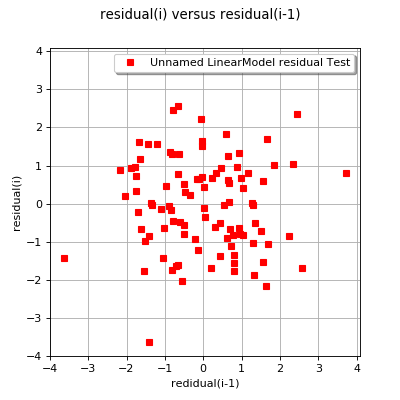 residual(i) versus residual(i-1)
Unnamed LinearModel residual Test
4
3
2
1
0
−1
−2
−3
−4
residual(i)
−4 −3 −2 −1 0 1 2 3 4
redidual(i-1)